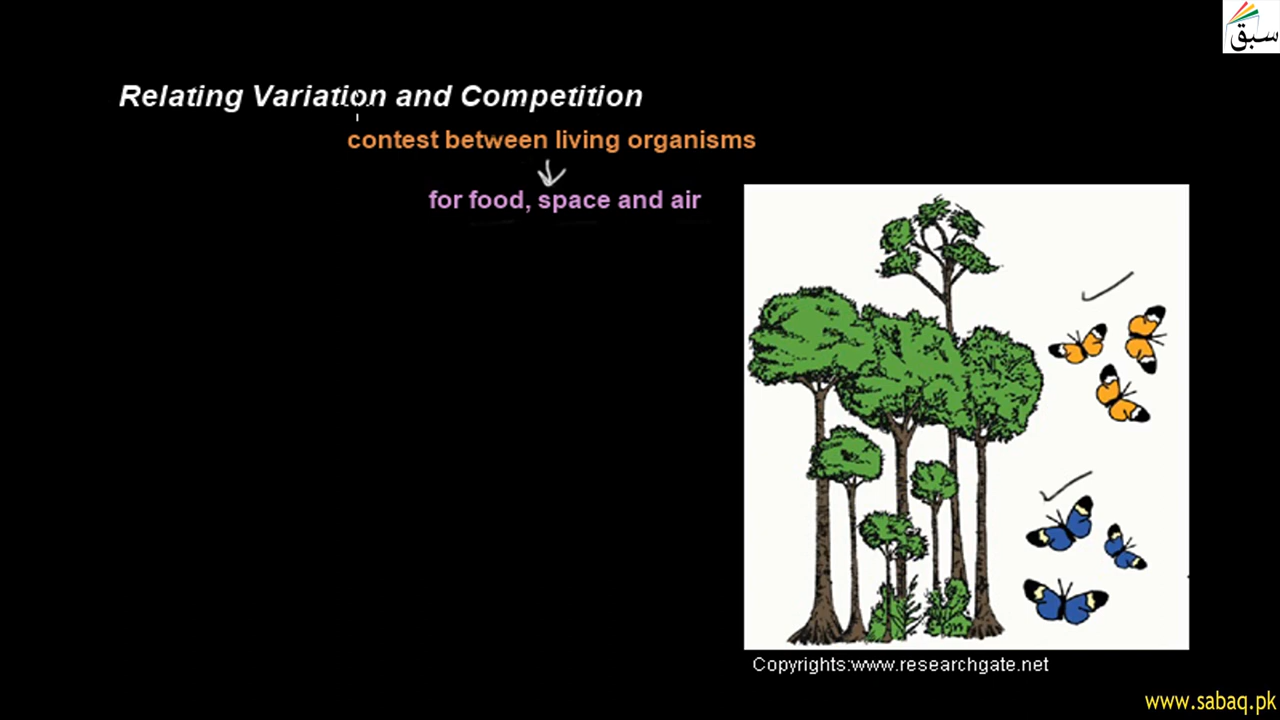 سبق
Relating Variation and Competition
contest between living organisms
for food, space and air
Copyrights:www.researchgate.net
www.sabaq.pk